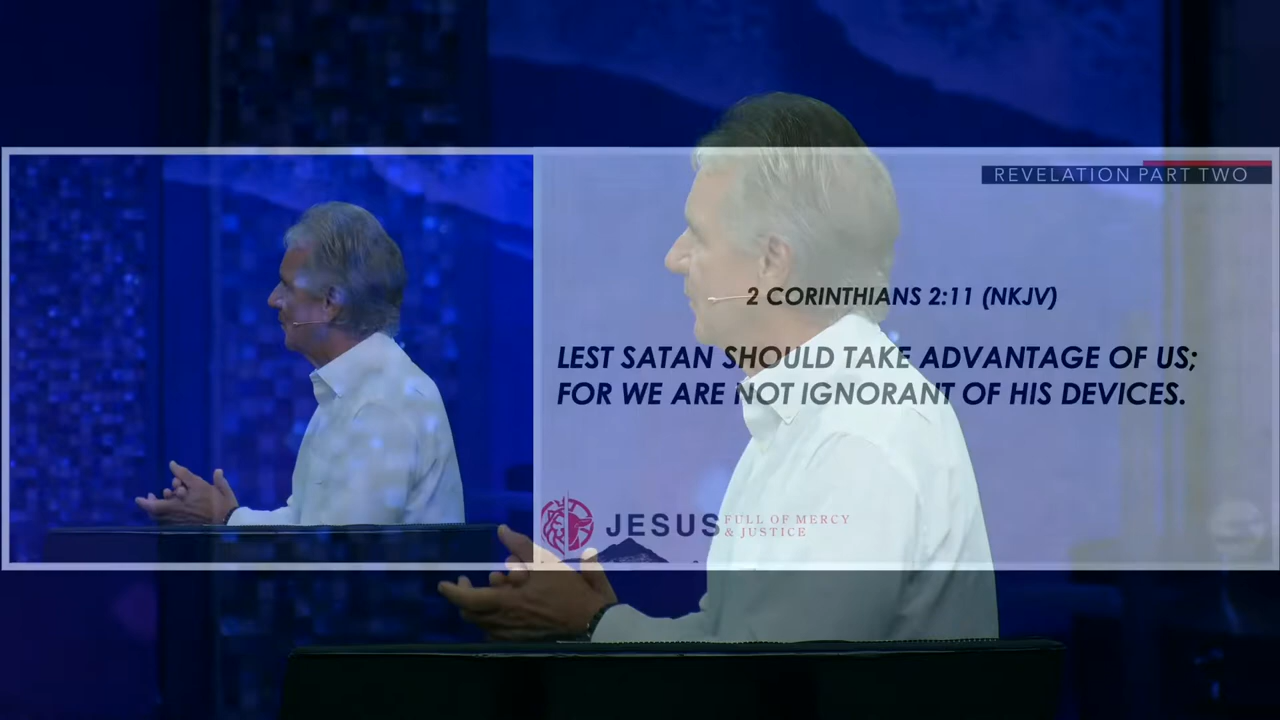 REVELATION PART TWO
2 CORINTHIANS 2:11 (NKJV)
LEST SATAN SHOULD TAKE ADVANTAGE OF US;
FOR WE ARE NOT IGNORANT OF HIS DEVICES.
JESUS FULL OF MERCY
& JUSTICE